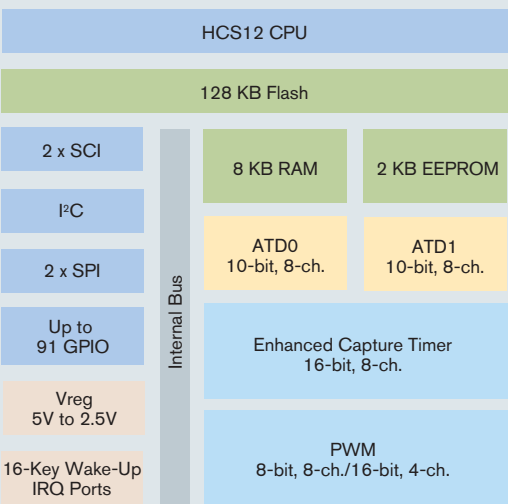 HCS12 CPU
128 KB Flash
2 x SCI
I²C
2 x SPI
Up to
91 GPIO
Vreg
5V to 2.5V
16-Key Wake-Up
IRQ Ports
Internal Bus
8 KB RAM
2 KB EEPROM
ATD0
10-bit, 8-ch.
ATD1
10-bit, 8-ch.
Enhanced Capture Timer
16-bit, 8-ch.
PWM
8-bit, 8-ch./16-bit, 4-ch.